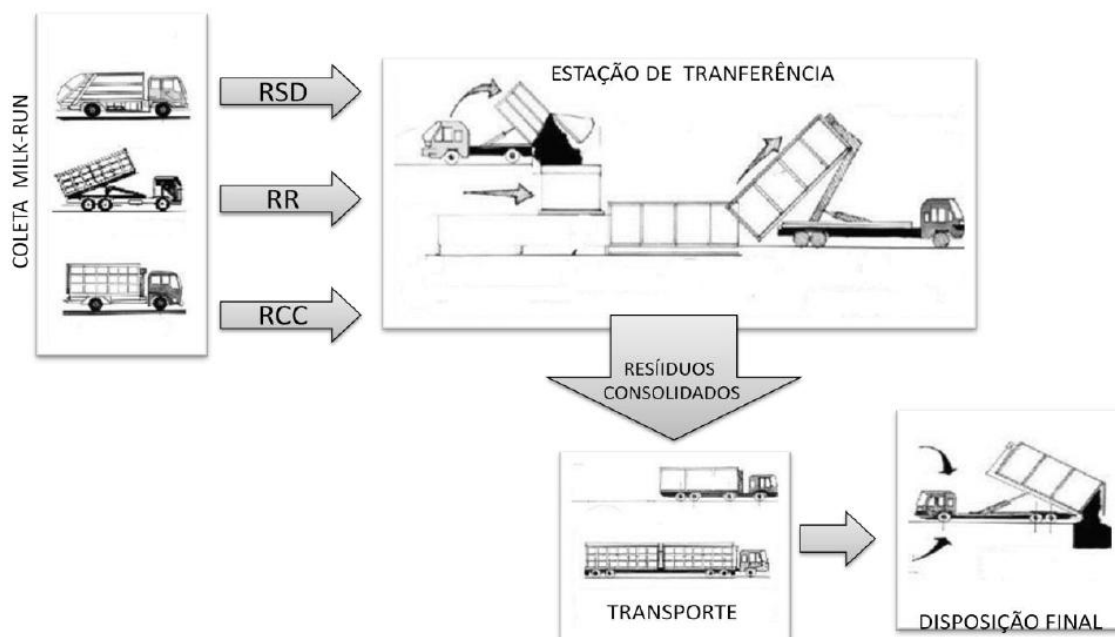 COLETA MILK-RUN
RSD
RR
RCC
ESTAÇÃO DE TRANFERÊNCIA
RESÍIDUOS
CONSOLIDADOS
TRANSPORTE
DISPOSIÇÃO FINAL